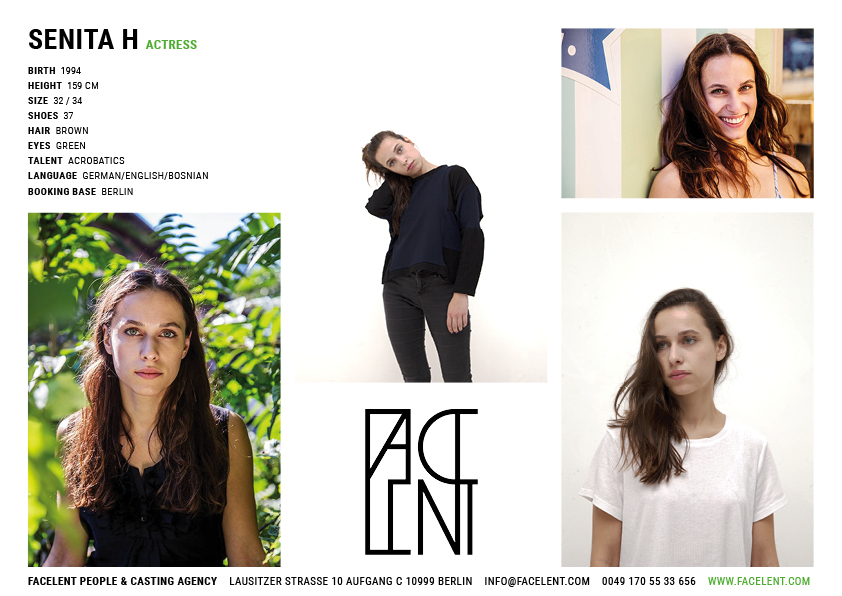 SENITA H ACTRESS
BIRTH 1994
HEIGHT 159 CM
SIZE 32 / 34
SHOES 37
HAIR BROWN
EYES GREEN
TALENT ACROBATICS
LANGUAGE GERMAN/ENGLISH/BOSNIAN
BOOKING BASE BERLIN
FACELENT
FACELENT PEOPLE & CASTING AGENCY LAUSITZER STRASSE 10 AUFGANG C 10999 BERLIN INFO@FACELENT.COM 0049 170 55 33 656 WWW.FACELENT.COM